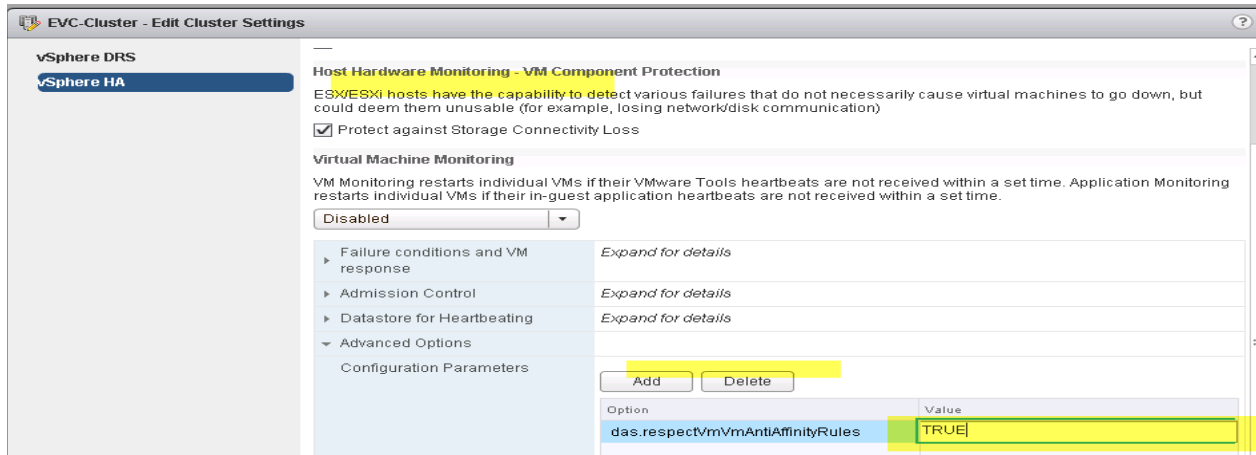 EVC-Cluster - Edit Cluster Settings
?
vSphere DRS
vSphere HA
Host Hardware Monitoring - VM Component Protection
ESX/ESXi hosts have the capability to detect various failures that do not necessarily cause virtual machines to go down, but
could deem them unusable (for example, losing network/disk communication)
Protect against Storage Connectivity Loss
Virtual Machine Monitoring
VM Monitoring restarts individual VMs if their VMware Tools heartbeats are not received within a set time. Application Monitoring
restarts individual VMs if their in-guest application heartbeats are not received within a set time.
Disabled
Failure conditions and VM
response
Expand for details
Admission Control
Expand for details
Datastore for Heartbeating
Expand for details
Advanced Options
Configuration Parameters
Add Delete
Option Value
das.respectVmVmAntiAffinityRules TRUE